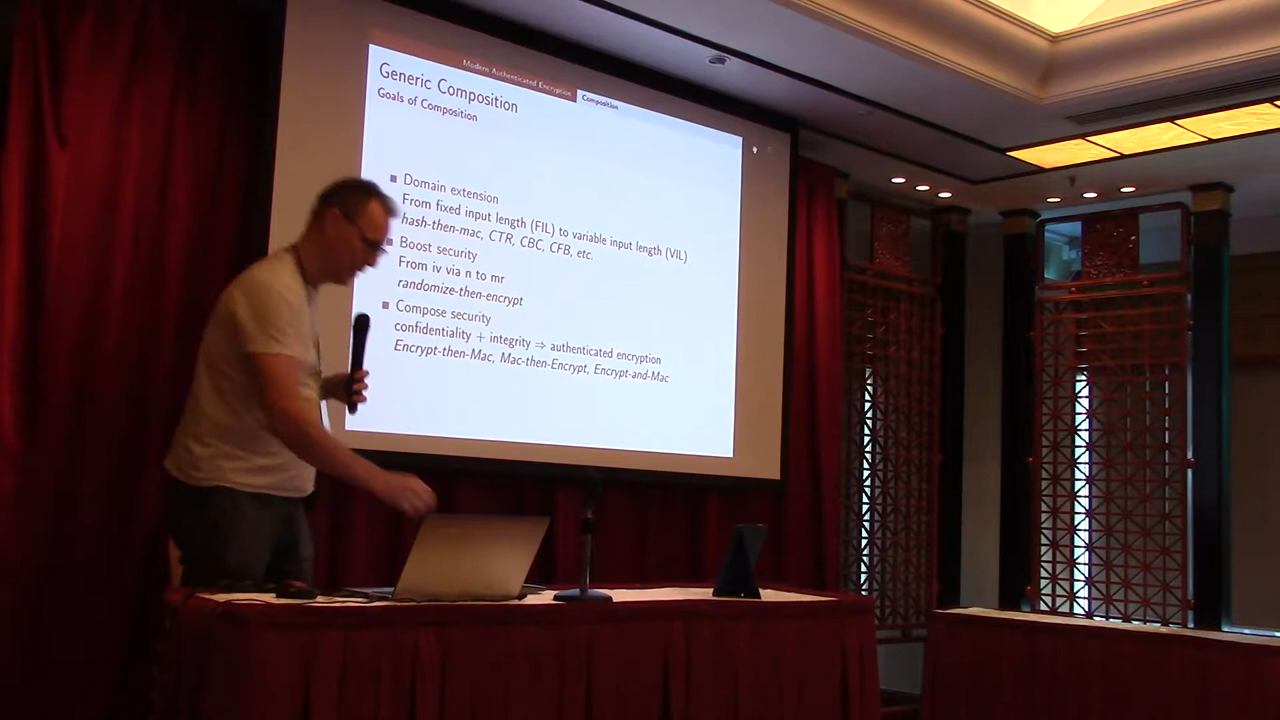 Modern Authenticated Encryption
Composition
Generic Composition
Goals of Composition
Domain extension
From fixed input length (FIL) to variable input length (VIL)
hash-then-mac, CTR, CBC, CFB, etc.
Boost security
From iv via n to mr
randomize-then-encrypt
Compose security
confidentiality + integrity ⇒ authenticated encryption
Encrypt-then-Mac, Mac-then-Encrypt, Encrypt-and-Mac